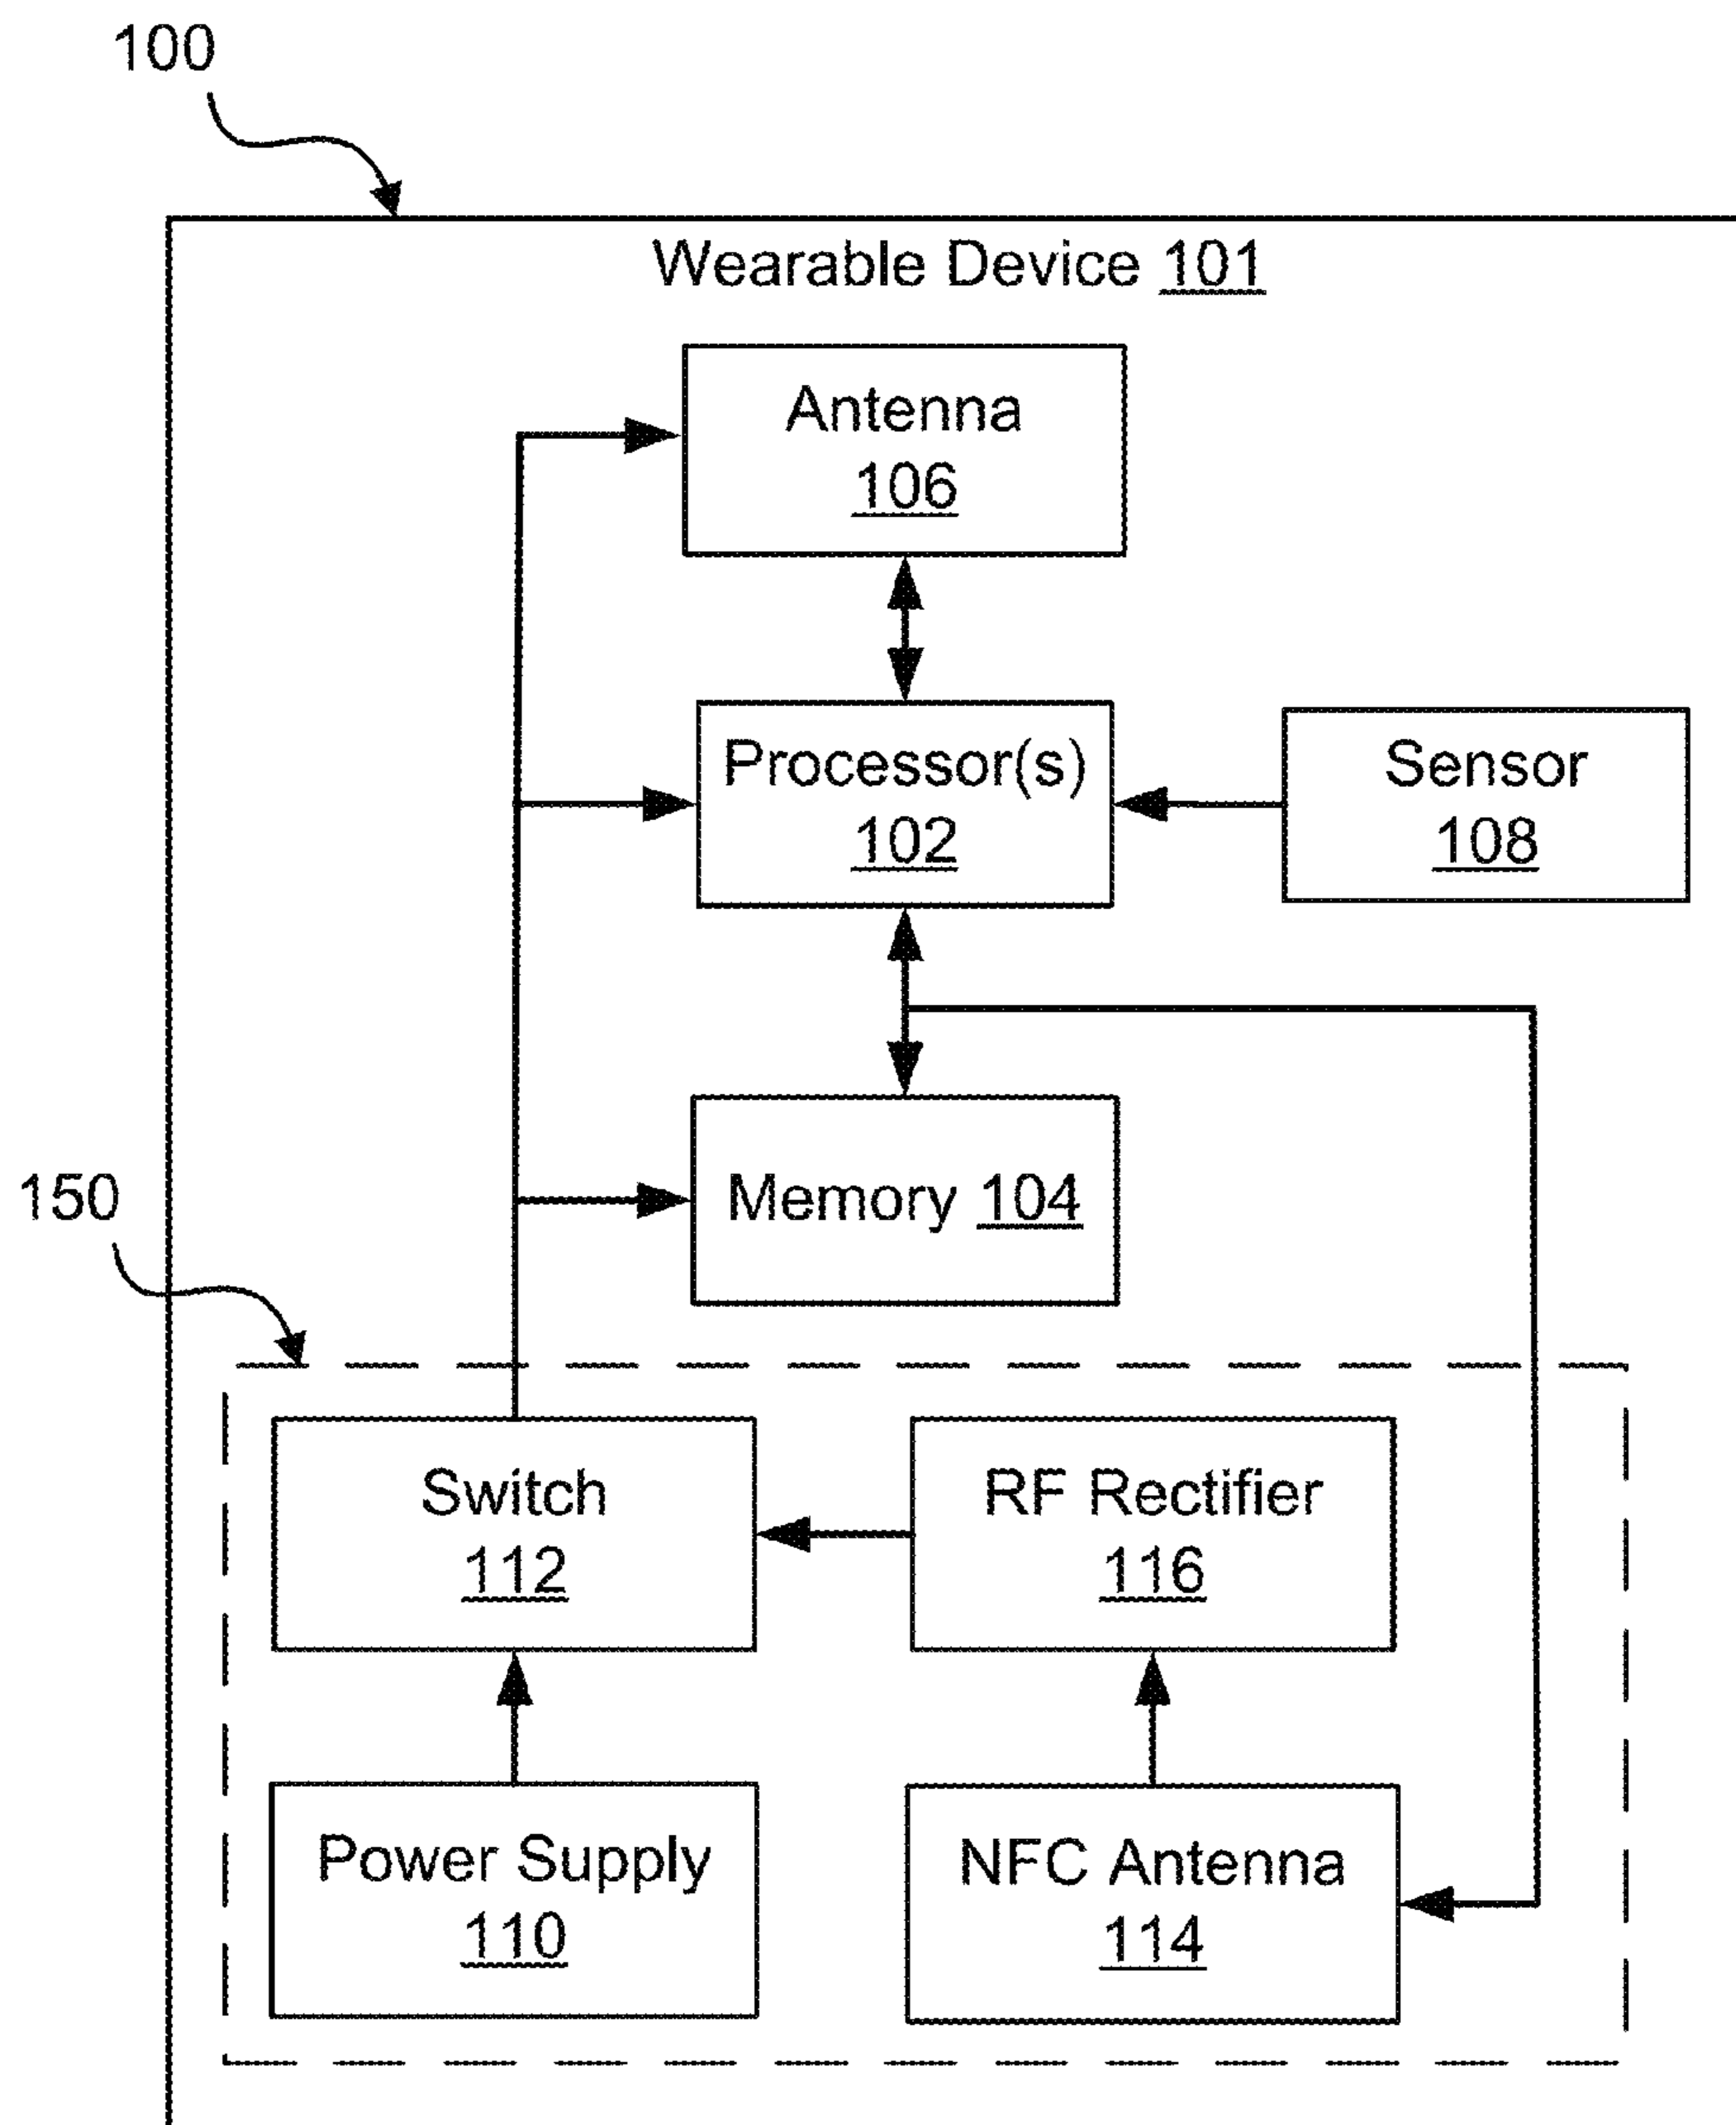 100
Wearable Device 101
Antenna
106
Processor(s)
102
Sensor
108
Memory 104
150
Switch
112
RF Rectifier
116
Power Supply
110
NFC Antenna
114